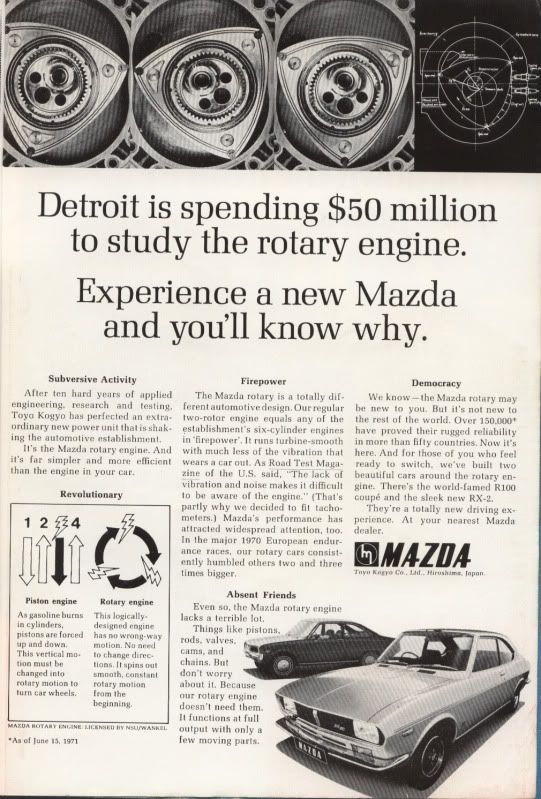 Detroit is spending $50 million
to study the rotary engine.
Experience a new Mazda
and you'll know why.
Subversive Activity
After ten hard years of applied
engineering, research and testing,
Toyo Kogyo has perfected an extra-
ordinary new power unit that is shak-
ing the automotive establishment.
It's the Mazda rotary engine. And
it's far simpler and more efficient
than the engine in your car.
Revolutionary
1 2 4
Piston engine
As gasoline burns
in cylinders,
pistons are forced
up and down.
This vertical mo-
tion must be
changed into
rotary motion to
turn car wheels.
Rotary engine
This logically-
designed engine
has no wrong-way
motion. No need
to change direc-
tions. It spins out
smooth, constant
rotary motion
from the
beginning.
MAZDA ROTARY ENGINE: LICENSED BY NSU/WANKEL
*As of June 15, 1971
Firepower
The Mazda rotary is a totally dif-
ferent automotive design. Our regular
two-rotor engine equals any of the
establishment's six-cylinder engines
in 'firepower'. It runs turbine-smooth
with much less of the vibration that
wears a car out. As Road Test Maga-
zine of the U.S. said, "The lack of
vibration and noise makes it difficult
to be aware of the engine." (That's
partly why we decided to fit tacho-
meters.) Mazda's performance has
attracted widespread attention, too.
In the major 1970 European endur-
ance races, our rotary cars consist-
ently humbled others two and three
times bigger.
Absent Friends
Even so, the Mazda rotary engine
lacks a terrible lot.
Things like pistons,
rods, valves,
cams, and
chains. But
don't worry
about it. Because
our rotary engine
doesn't need them.
It functions at full
output with only a
few moving parts.
Democracy
We know—the Mazda rotary may
be new to you. But it's not new to
the rest of the world. Over 150,000*
have proved their rugged reliability
in more than fifty countries. Now it's
here. And for those of you who feel
ready to switch, we've built two
beautiful cars around the rotary en-
gine. There's the world-famed R100
coupé and the sleek new RX-2.
They're a totally new driving ex-
perience. At your nearest Mazda
dealer.
MAZDA
Toyo Kogyo Co., Ltd., Hiroshima, Japan.
MAZDA